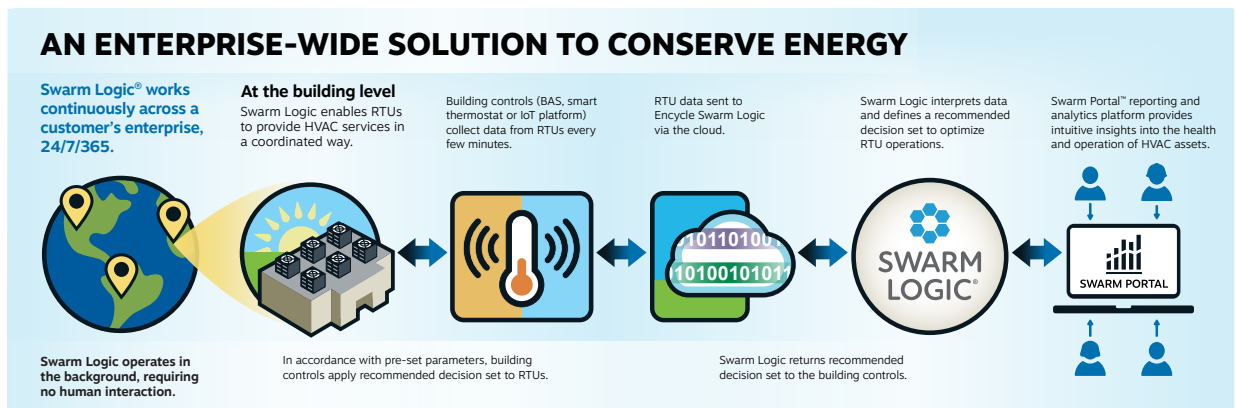 AN ENTERPRISE-WIDE SOLUTION TO CONSERVE ENERGY
Swarm Logic® works
continuously across a
customer's enterprise,
24/7/365.
At the building level
Swarm Logic enables RTUs
to provide HVAC services in
a coordinated way.
Building controls (BAS, smart
thermostat or IoT platform)
collect data from RTUs every
few minutes.
RTU data sent to
Encycle Swarm Logic
via the cloud.
Swarm Logic interprets data
and defines a recommended
decision set to optimize
RTU operations.
Swarm Portal™ reporting and
analytics platform provides
intuitive insights into the health
and operation of HVAC assets.
10110100
10100101011
SWARM
LOGIC®
SWARM PORTAL
Swarm Logic operates in
the background, requiring
no human interaction.
In accordance with pre-set parameters, building
controls apply recommended decision set to RTUs.
Swarm Logic returns recommended
decision set to the building controls.